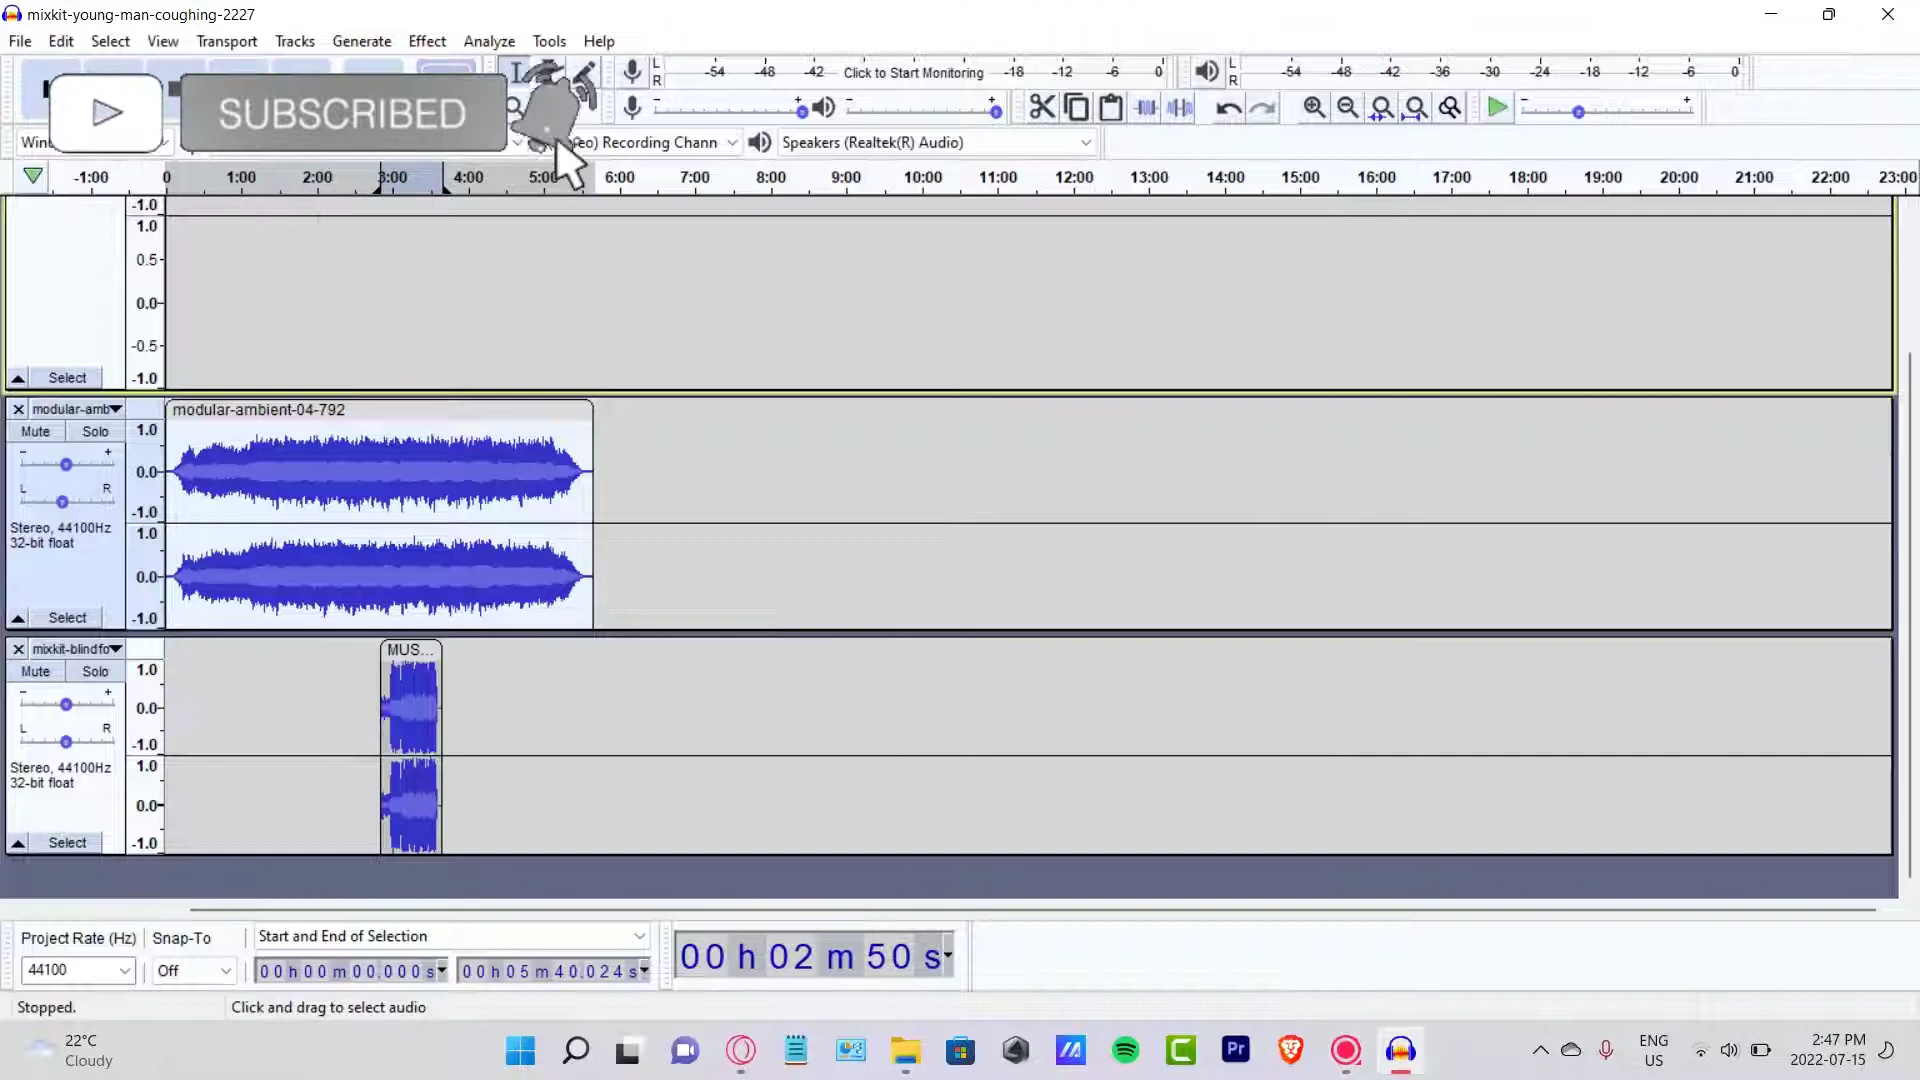 mixkit-young-man-coughing-2227
File Edit Select View Transport Tracks Generate Effect Analyze Tools Help
SUBSCRIBED
L R -54 -48 -42 Click to Start Monitoring -18 -12 -6 0
L R -54 -48 -42 -36 -30 -24 -18 -12 -6 0
- +
- +
- +
Recording Chann Speakers (Realtek(R) Audio)
-1:00 0 1:00 2:00 3:00 4:00 5:00 6:00 7:00 8:00 9:00 10:00 11:00 12:00 13:00 14:00 15:00 16:00 17:00 18:00 19:00 20:00 21:00 22:00 23:00
-1.0
1.0
0.5
0.0
-0.5
Select -1.0
modular-amb modular-ambient-04-792
Mute Solo 1.0
- +
0.0
L R
-1.0
Stereo, 44100Hz 1.0
32-bit float
0.0
Select -1.0
mixkit-blindfo MUS...
Mute Solo 1.0
- +
0.0
L R
-1.0
Stereo, 44100Hz 1.0
32-bit float
0.0
Select -1.0
Project Rate (Hz) Snap-To Start and End of Selection
44100 Off 00 h 00 m 00.000 s 00 h 05 m 40.024 s
00 h 02 m 50 s
Stopped. Click and drag to select audio
22°C
Cloudy
Pr
ENG
US
2:47 PM
2022-07-15